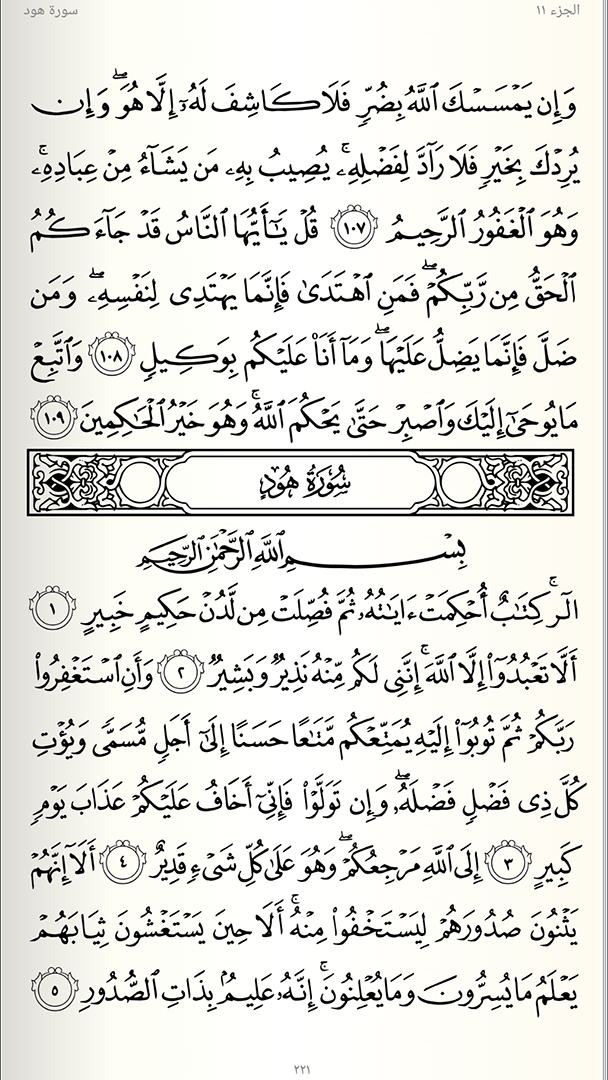 الجزء ١١
سورة هود
وَإِن يَمْسَسْكَ ٱللَّهُ بِضُرٍّۢ فَلَا كَاشِفَ لَهُۥٓ إِلَّا هُوَ ۖ وَإِن
يُرِدْكَ بِخَيْرٍۢ فَلَا رَآدَّ لِفَضْلِهِۦ ۚ يُصِيبُ بِهِۦ مَن يَشَآءُ مِنْ عِبَادِهِۦ ۚ
وَهُوَ ٱلْغَفُورُ ٱلرَّحِيمُ ١٠٧ قُلْ يَـٰٓأَيُّهَا ٱلنَّاسُ قَدْ جَآءَكُمُ
ٱلْحَقُّ مِن رَّبِّكُمْ ۖ فَمَنِ ٱهْتَدَىٰ فَإِنَّمَا يَهْتَدِى لِنَفْسِهِۦ ۖ وَمَن
ضَلَّ فَإِنَّمَا يَضِلُّ عَلَيْهَا ۖ وَمَآ أَنَا۠ عَلَيْكُم بِوَكِيلٍۢ ١٠٨ وَٱتَّبِعْ
مَا يُوحَىٰٓ إِلَيْكَ وَٱصْبِرْ حَتَّىٰ يَحْكُمَ ٱللَّهُ ۚ وَهُوَ خَيْرُ ٱلْحَـٰكِمِينَ ١٠٩
سُورَةُ هُودٍ
بِسْمِ ٱللَّهِ ٱلرَّحْمَـٰنِ ٱلرَّحِيمِ
الٓر ۚ كِتَـٰبٌ أُحْكِمَتْ ءَايَـٰتُهُۥ ثُمَّ فُصِّلَتْ مِن لَّدُنْ حَكِيمٍ خَبِيرٍ ١
أَلَّا تَعْبُدُوٓا۟ إِلَّا ٱللَّهَ ۚ إِنَّنِى لَكُم مِّنْهُ نَذِيرٌۭ وَبَشِيرٌۭ ٢ وَأَنِ ٱسْتَغْفِرُوا۟
رَبَّكُمْ ثُمَّ تُوبُوٓا۟ إِلَيْهِ يُمَتِّعْكُم مَّتَـٰعًا حَسَنًا إِلَىٰٓ أَجَلٍۢ مُّسَمًّۭى وَيُؤْتِ
كُلَّ ذِى فَضْلٍۢ فَضْلَهُۥ ۖ وَإِن تَوَلَّوْا۟ فَإِنِّىٓ أَخَافُ عَلَيْكُمْ عَذَابَ يَوْمٍۢ
كَبِيرٍ ٣ إِلَى ٱللَّهِ مَرْجِعُكُمْ ۖ وَهُوَ عَلَىٰ كُلِّ شَىْءٍۢ قَدِيرٌ ٤ أَلَآ إِنَّهُمْ
يَثْنُونَ صُدُورَهُمْ لِيَسْتَخْفُوا۟ مِنْهُ ۚ أَلَا حِينَ يَسْتَغْشُونَ ثِيَابَهُمْ
يَعْلَمُ مَا يُسِرُّونَ وَمَا يُعْلِنُونَ ۚ إِنَّهُۥ عَلِيمٌۢ بِذَاتِ ٱلصُّدُورِ ٥
٢٢١